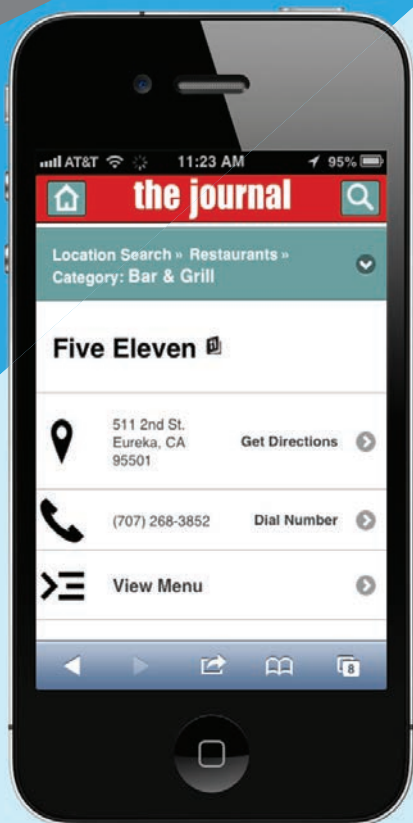 AT&T 11:23 AM 95%
the journal
Location Search » Restaurants »
Category: Bar & Grill
Five Eleven
511 2nd St.
Eureka, CA
95501
Get Directions
(707) 268-3852 Dial Number
View Menu
8